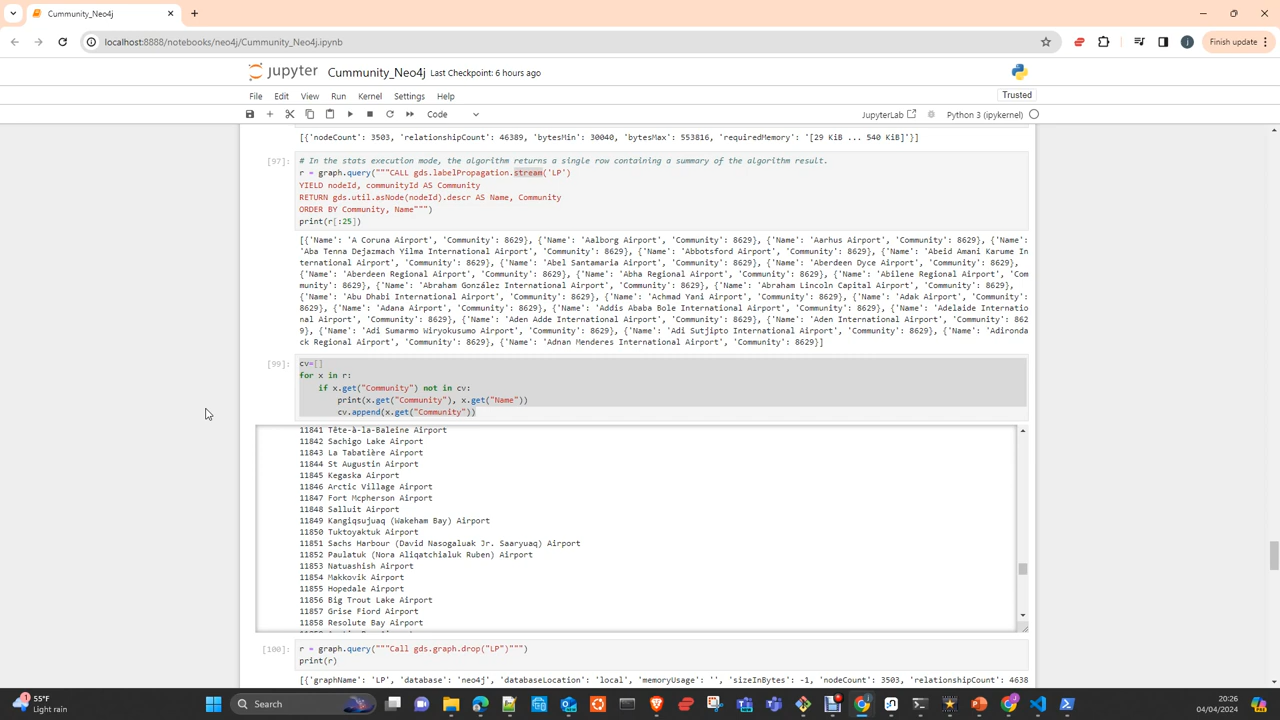 Cummunity_Neo4j
localhost:8888/notebooks/neo4j/Cummunity_Neo4j.ipynb
Finish update
jupyter Cummunity_Neo4j Last Checkpoint: 6 hours ago
File Edit View Run Kernel Settings Help
Trusted
Code
JupyterLab
Python 3 (ipykernel)
[{'nodeCount': 3503, 'relationshipCount': 46389, 'bytesMin': 30040, 'bytesMax': 553816, 'requiredMemory': '[29 KiB ... 540 KiB]'}]
[97]:
# In the stats execution mode, the algorithm returns a single row containing a summary of the algorithm result.
r = graph.query("""CALL gds.labelPropagation.stream('LP')
YIELD nodeId, communityId AS Community
RETURN gds.util.asNode(nodeId).descr AS Name, Community
ORDER BY Community, Name""")
print(r[:25])
[{'Name': 'A Coruna Airport', 'Community': 8629}, {'Name': 'Aalborg Airport', 'Community': 8629}, {'Name': 'Aarhus Airport', 'Community': 8629}, {'Name':
'Aba Tenna Dejazmach Yilma International Airport', 'Community': 8629}, {'Name': 'Abbotsford Airport', 'Community': 8629}, {'Name': 'Abeid Amani Karume In
ternational Airport', 'Community': 8629}, {'Name': 'Abel Santamaria Airport', 'Community': 8629}, {'Name': 'Aberdeen Dyce Airport', 'Community': 8629},
{'Name': 'Aberdeen Regional Airport', 'Community': 8629}, {'Name': 'Abha Regional Airport', 'Community': 8629}, {'Name': 'Abilene Regional Airport', 'Com
munity': 8629}, {'Name': 'Abraham González International Airport', 'Community': 8629}, {'Name': 'Abraham Lincoln Capital Airport', 'Community': 8629},
{'Name': 'Abu Dhabi International Airport', 'Community': 8629}, {'Name': 'Achmad Yani Airport', 'Community': 8629}, {'Name': 'Adak Airport', 'Community':
8629}, {'Name': 'Adana Airport', 'Community': 8629}, {'Name': 'Addis Ababa Bole International Airport', 'Community': 8629}, {'Name': 'Adelaide Internatio
nal Airport', 'Community': 8629}, {'Name': 'Aden Adde International Airport', 'Community': 8629}, {'Name': 'Aden International Airport', 'Community': 862
9}, {'Name': 'Adi Sumarmo Wiryokusumo Airport', 'Community': 8629}, {'Name': 'Adi Sutjipto International Airport', 'Community': 8629}, {'Name': 'Adironda
ck Regional Airport', 'Community': 8629}, {'Name': 'Adnan Menderes International Airport', 'Community': 8629}]
[99]:
cv=[]
for x in r:
if x.get("Community") not in cv:
print(x.get("Community"), x.get("Name"))
cv.append(x.get("Community"))
11841 Tête-à-la-Baleine Airport
11842 Sachigo Lake Airport
11843 La Tabatière Airport
11844 St Augustin Airport
11845 Kegaska Airport
11846 Arctic Village Airport
11847 Fort Mcpherson Airport
11848 Salluit Airport
11849 Kangiqsujuaq (Wakeham Bay) Airport
11850 Tuktoyaktuk Airport
11851 Sachs Harbour (David Nasogaluak Jr. Saaryuaq) Airport
11852 Paulatuk (Nora Aliqatchialuk Ruben) Airport
11853 Natuashish Airport
11854 Makkovik Airport
11855 Hopedale Airport
11856 Big Trout Lake Airport
11857 Grise Fiord Airport
11858 Resolute Bay Airport
[100]:
r = graph.query("""Call gds.graph.drop("LP")""")
print(r)
[{'graphName': 'LP', 'database': 'neo4j', 'databaseLocation': 'local', 'memoryUsage': '', 'sizeInBytes': -1, 'nodeCount': 3503, 'relationshipCount': 4638
55°F
Light rain
Search
20:26
04/04/2024